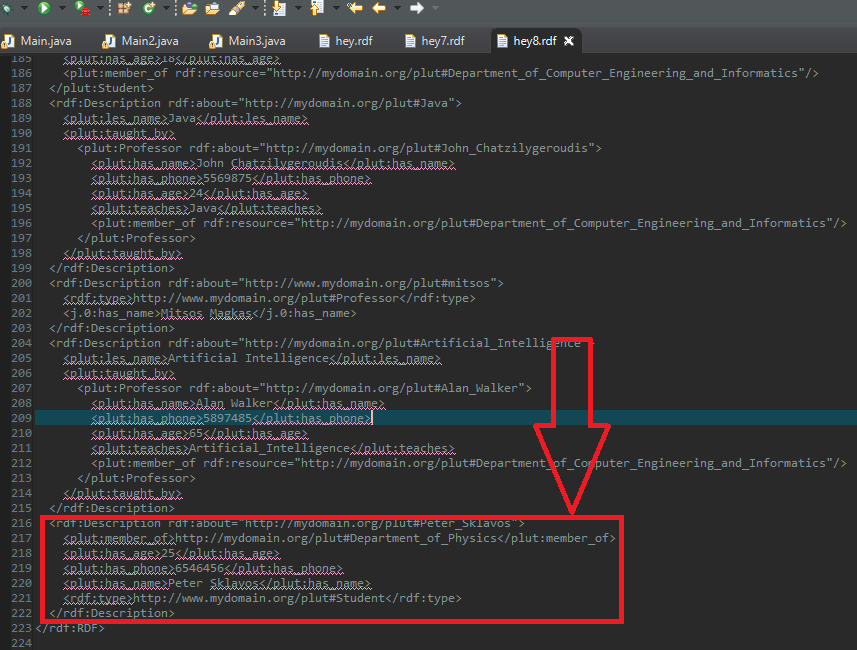 Main.java
Main2.java
Main3.java
hey.rdf
hey7.rdf
hey8.rdf
185 <plut:has_age>18</plut:has_age>
186 <plut:member_of rdf:resource="http://mydomain.org/plut#Department_of_Computer_Engineering_and_Informatics"/>
187 </plut:Student>
188 <rdf:Description rdf:about="http://mydomain.org/plut#Java">
189 <plut:les_name>Java</plut:les_name>
190 <plut:taught_by>
191 <plut:Professor rdf:about="http://mydomain.org/plut#John_Chatzilygeroudis">
192 <plut:has_name>John Chatzilygeroudis</plut:has_name>
193 <plut:has_phone>5569875</plut:has_phone>
194 <plut:has_age>24</plut:has_age>
195 <plut:teaches>Java</plut:teaches>
196 <plut:member_of rdf:resource="http://mydomain.org/plut#Department_of_Computer_Engineering_and_Informatics"/>
197 </plut:Professor>
198 </plut:taught_by>
199 </rdf:Description>
200 <rdf:Description rdf:about="http://www.mydomain.org/plut#mitsos">
201 <rdf:type>http://www.mydomain.org/plut#Professor</rdf:type>
202 <j.0:has_name>Mitsos Magkas</j.0:has_name>
203 </rdf:Description>
204 <rdf:Description rdf:about="http://mydomain.org/plut#Artificial_Intelligence">
205 <plut:les_name>Artificial Intelligence</plut:les_name>
206 <plut:taught_by>
207 <plut:Professor rdf:about="http://mydomain.org/plut#Alan_Walker">
208 <plut:has_name>Alan Walker</plut:has_name>
209 <plut:has_phone>5897485</plut:has_phone>
210 <plut:has_age>65</plut:has_age>
211 <plut:teaches>Artificial_Intelligence</plut:teaches>
212 <plut:member_of rdf:resource="http://mydomain.org/plut#Department_of_Computer_Engineering_and_Informatics"/>
213 </plut:Professor>
214 </plut:taught_by>
215 </rdf:Description>
216 <rdf:Description rdf:about="http://mydomain.org/plut#Peter_Sklavos">
217 <plut:member_of>http://mydomain.org/plut#Department_of_Physics</plut:member_of>
218 <plut:has_age>25</plut:has_age>
219 <plut:has_phone>6546456</plut:has_phone>
220 <plut:has_name>Peter Sklavos</plut:has_name>
221 <rdf:type>http://www.mydomain.org/plut#Student</rdf:type>
222 </rdf:Description>
223 </rdf:RDF>
224